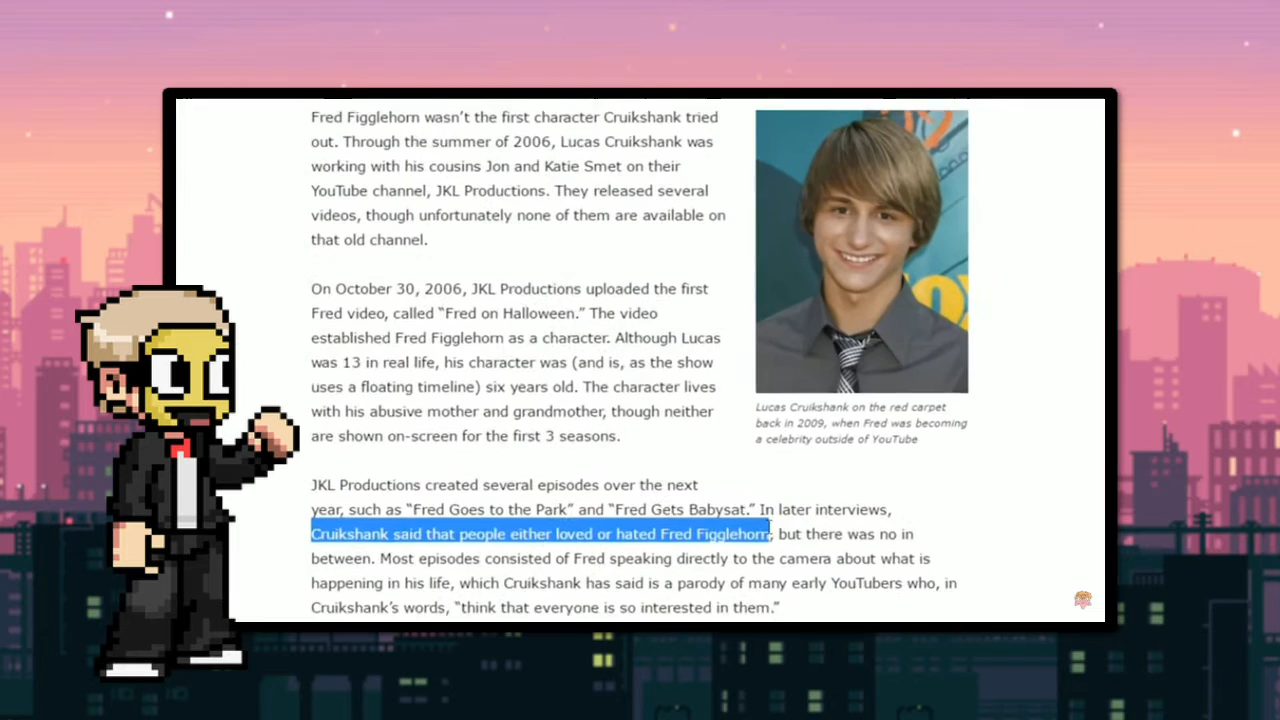 Fred Figglehorn wasn't the first character Cruikshank tried
out. Through the summer of 2006, Lucas Cruikshank was
working with his cousins Jon and Katie Smet on their
YouTube channel, JKL Productions. They released several
videos, though unfortunately none of them are available on
that old channel.
On October 30, 2006, JKL Productions uploaded the first
Fred video, called “Fred on Halloween.” The video
established Fred Figglehorn as a character. Although Lucas
was 13 in real life, his character was (and is, as the show
uses a floating timeline) six years old. The character lives
with his abusive mother and grandmother, though neither
are shown on-screen for the first 3 seasons.
Lucas Cruikshank on the red carpet
back in 2009, when Fred was becoming
a celebrity outside of YouTube
JKL Productions created several episodes over the next
year, such as “Fred Goes to the Park” and “Fred Gets Babysat.” In later interviews,
Cruikshank said that people either loved or hated Fred Figglehorn, but there was no in
between. Most episodes consisted of Fred speaking directly to the camera about what is
happening in his life, which Cruikshank has said is a parody of many early YouTubers who, in
Cruikshank's words, “think that everyone is so interested in them.”